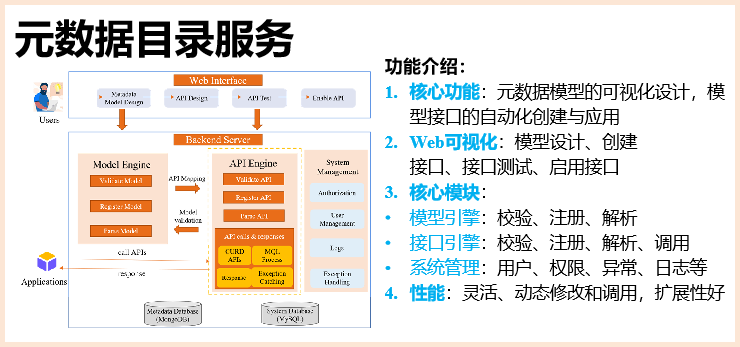 元数据目录服务
Web Interface
Metadata
Model Design
API Design
API Test
Enable API
Users
Backend Server
Model Engine
Validate Model
Register Model
Parse Model
API Mapping
Model
validation
API Engine
Validate API
Register API
Parse API
API calls & responses
CURD
APIs
MQL
Process
Response
Exception
Catching
System
Management
Authorization
User
Management
Logs
Exception
Handling
call APIs
response
Applications
Metadata Database
(MongoDB)
System Database
(MySQL)
功能介绍：
1. 核心功能：元数据模型的可视化设计，模
型接口的自动化创建与应用
2. Web可视化：模型设计、创建
接口、接口测试、启用接口
3. 核心模块：
• 模型引擎：校验、注册、解析
• 接口引擎：校验、注册、解析、调用
• 系统管理：用户、权限、异常、日志等
4. 性能：灵活、动态修改和调用，扩展性好